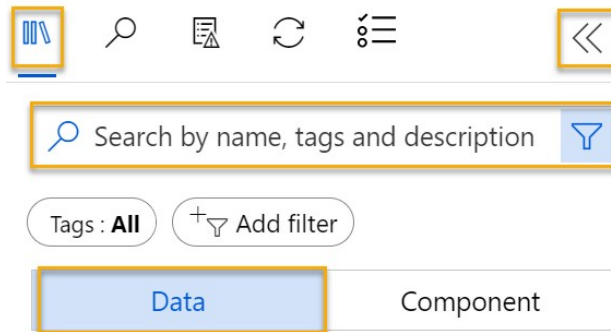 Search by name, tags and description
Tags : All
Add filter
Data
Component